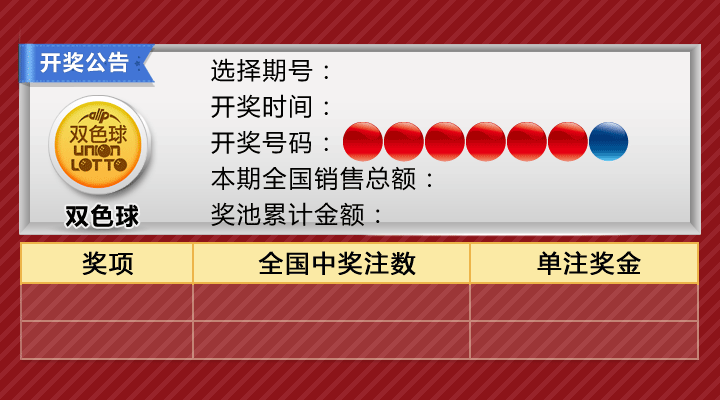 开奖公告
选择期号：
开奖时间：
开奖号码：
本期全国销售总额：
奖池累计金额：
双色球
UNION
LOTTO
双色球
奖项 全国中奖注数 单注奖金